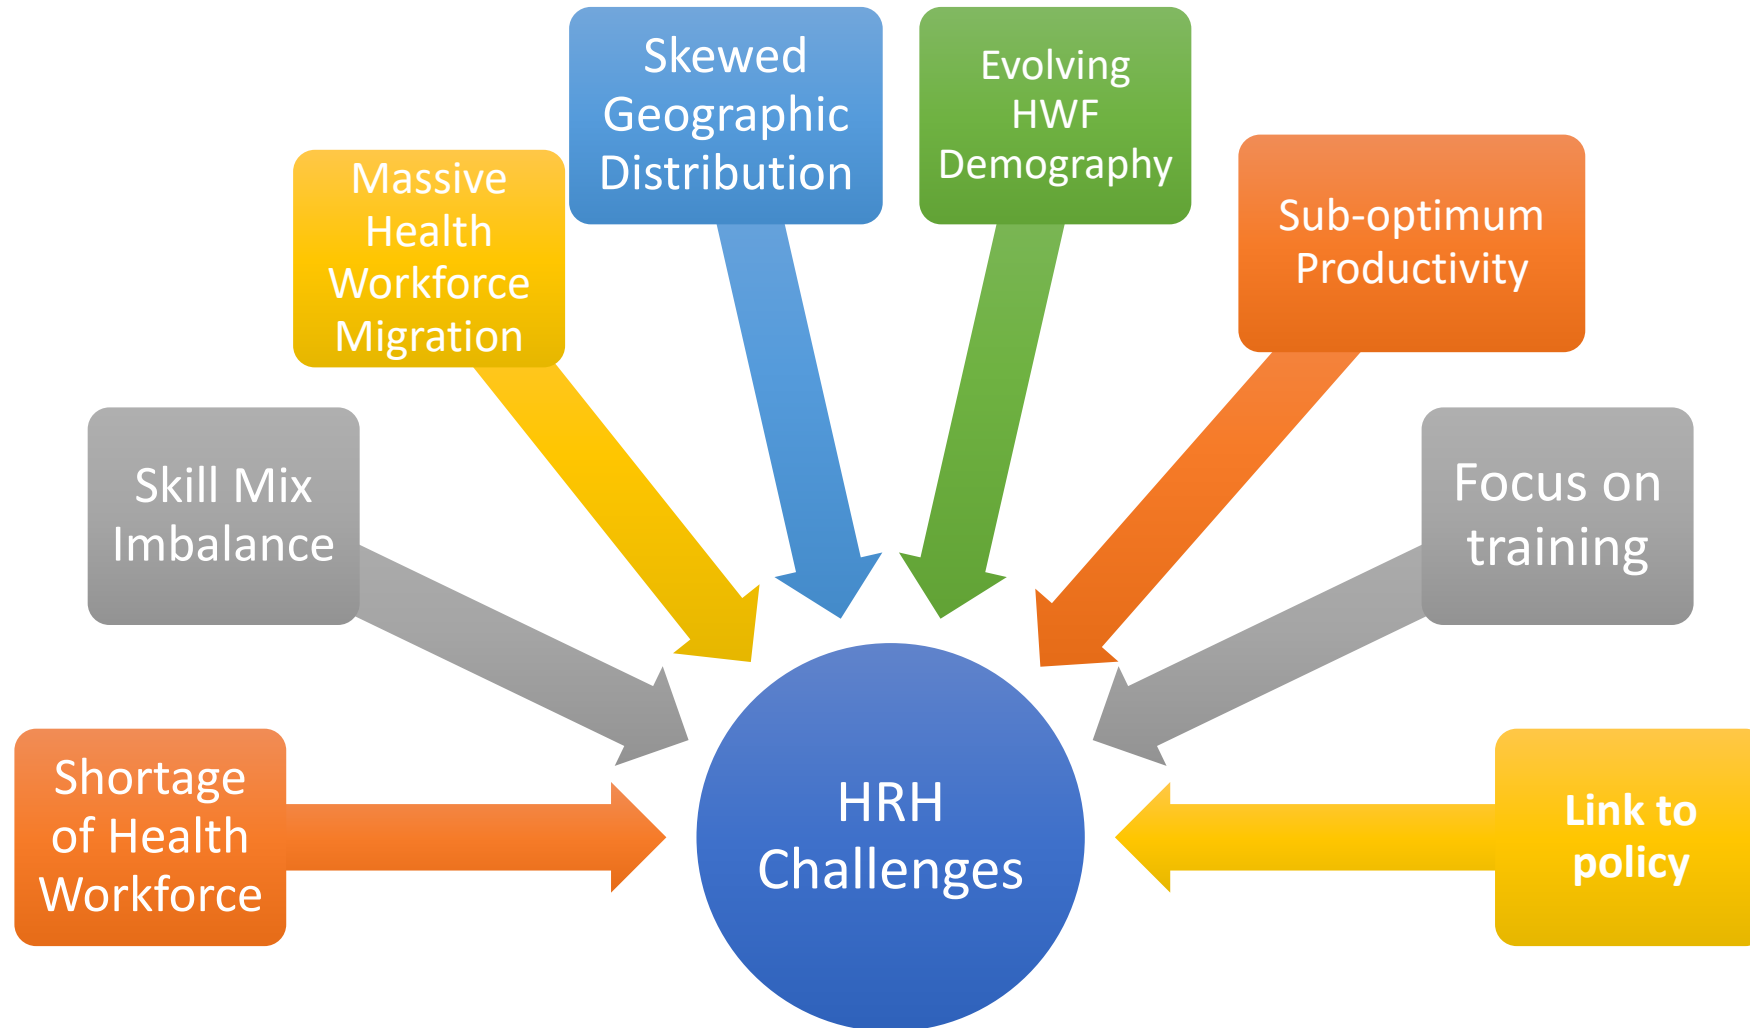 Skewed
Geographic
Distribution
Evolving
HWF
Demography
Massive
Health
Workforce
Migration
Sub-optimum
Productivity
Skill Mix
Imbalance
Focus on
training
Shortage
of Health
Workforce
HRH
Challenges
Link to
policy